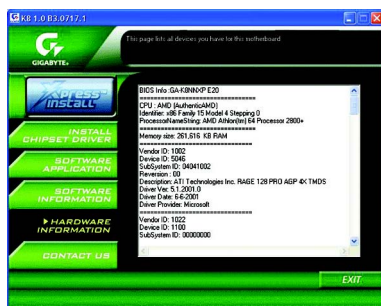 K8 1.0 B3.0717.1
GIGABYTE
This page lists all devices you have for this motherboard.
Xpress
INSTALL
INSTALL
CHIPSET DRIVER
SOFTWARE
APPLICATION
SOFTWARE
INFORMATION
HARDWARE
INFORMATION
CONTACT US
BIOS Info :GA-K8NNXP E20
CPU : AMD [AuthenticAMD]
Identifier: x86 Family 15 Model 4 Stepping 0
ProcessorNameString: AMD Athlon(tm) 64 Processor 2800+
Memory size: 261,616 KB RAM
Vendor ID: 1002
Device ID: 5046
SubSystem ID: 04041002
Reversion : 00
Description: ATI Technologies Inc. RAGE 128 PRO AGP 4X TMDS
Driver Ver: 5.1.2001.0
Driver Date: 6-6-2001
Driver Provider: Microsoft
Vendor ID: 1022
Device ID: 1100
SubSystem ID: 00000000
EXIT